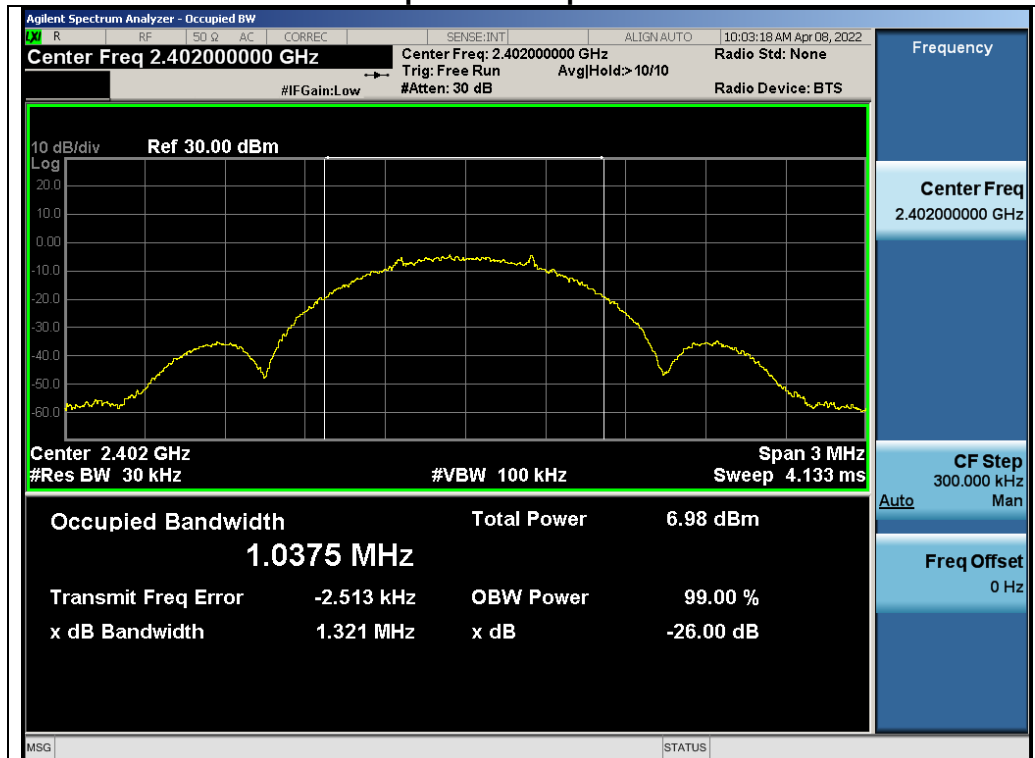 Agilent Spectrum Analyzer - Occupied BW
LXI R RF 50 Ω AC CORREC SENSE:INT ALIGN AUTO 10:03:18 AM Apr 08, 2022
Center Freq 2.402000000 GHz
Center Freq: 2.402000000 GHz Radio Std: None
Trig: Free Run Avg|Hold:> 10/10
#IFGain:Low #Atten: 30 dB Radio Device: BTS
10 dB/div Ref 30.00 dBm
Log
20.0
10.0
0.00
-10.0
-20.0
-30.0
-40.0
-50.0
-60.0
Center 2.402 GHz Span 3 MHz
#Res BW 30 kHz #VBW 100 kHz Sweep 4.133 ms
Occupied Bandwidth Total Power 6.98 dBm
1.0375 MHz
Transmit Freq Error -2.513 kHz OBW Power 99.00 %
x dB Bandwidth 1.321 MHz x dB -26.00 dB
Frequency
Center Freq
2.402000000 GHz
CF Step
300.000 kHz
Auto Man
Freq Offset
0 Hz
MSG STATUS